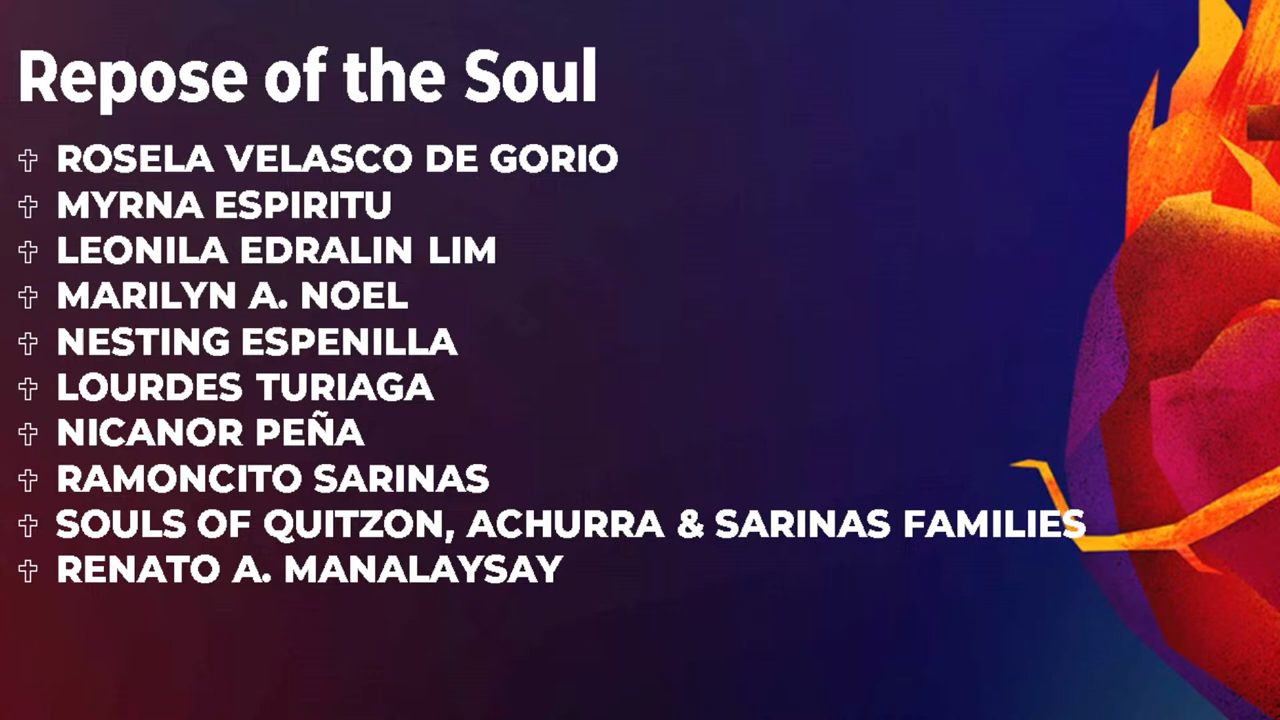 Repose of the Soul
✞ ROSELA VELASCO DE GORIO
✞ MYRNA ESPIRITU
✞ LEONILA EDRALIN LIM
✞ MARILYN A. NOEL
✞ NESTING ESPENILLA
✞ LOURDES TURIAGA
✞ NICANOR PEÑA
✞ RAMONCITO SARINAS
✞ SOULS OF QUITZON, ACHURRA & SARINAS FAMILIES
✞ RENATO A. MANALAYSAY